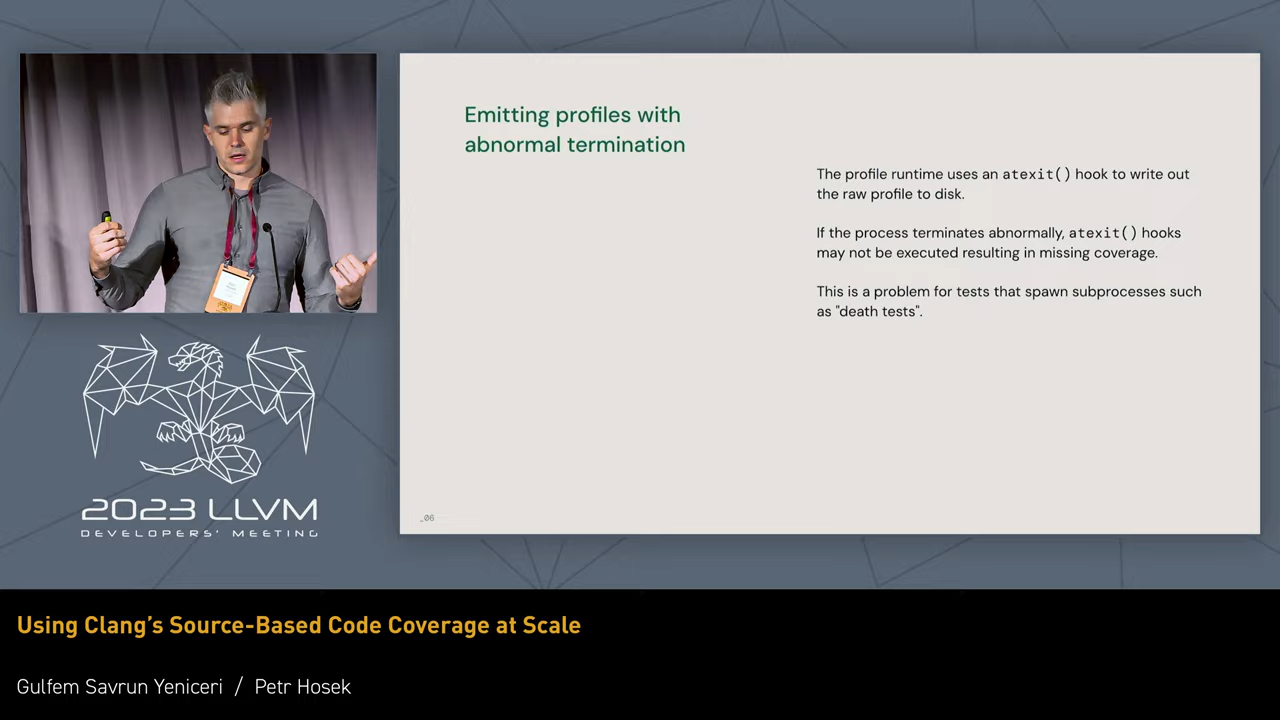 Emitting profiles with
abnormal termination
The profile runtime uses an atexit() hook to write out
the raw profile to disk.
If the process terminates abnormally, atexit() hooks
may not be executed resulting in missing coverage.
This is a problem for tests that spawn subprocesses such
as "death tests".
_06
2023 LLVM
DEVELOPERS' MEETING
Using Clang's Source-Based Code Coverage at Scale
Gulfem Savrun Yeniceri / Petr Hosek